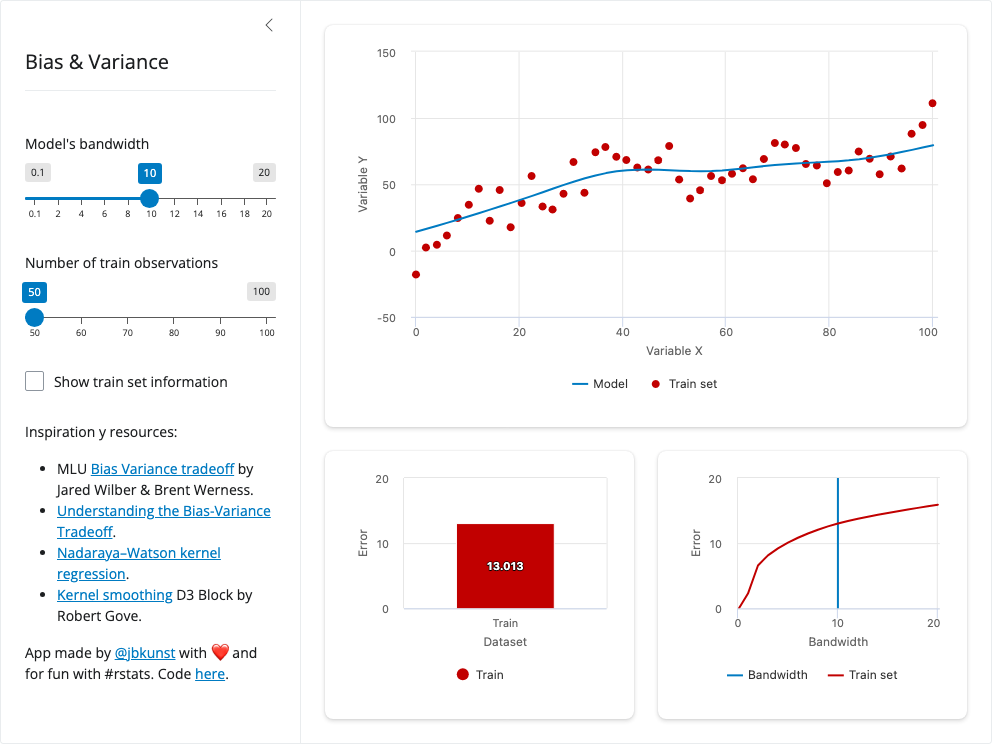 Bias & Variance
Model's bandwidth
0.1 10 20
0.1 2 4 6 8 10 12 14 16 18 20
Number of train observations
50 100
50 60 70 80 90 100
Show train set information
Inspiration y resources:
MLU Bias Variance tradeoff by
Jared Wilber & Brent Werness.
Understanding the Bias-Variance
Tradeoff.
Nadaraya–Watson kernel
regression.
Kernel smoothing D3 Block by
Robert Gove.
App made by @jbkunst with ❤️ and
for fun with #rstats. Code here.
150
100
50
0
-50
Variable Y
0 20 40 60 80 100
Variable X
Model Train set
20
10
0
Error
13.013
Train
Dataset
Train
20
10
0
Error
0 10 20
Bandwidth
Bandwidth Train set